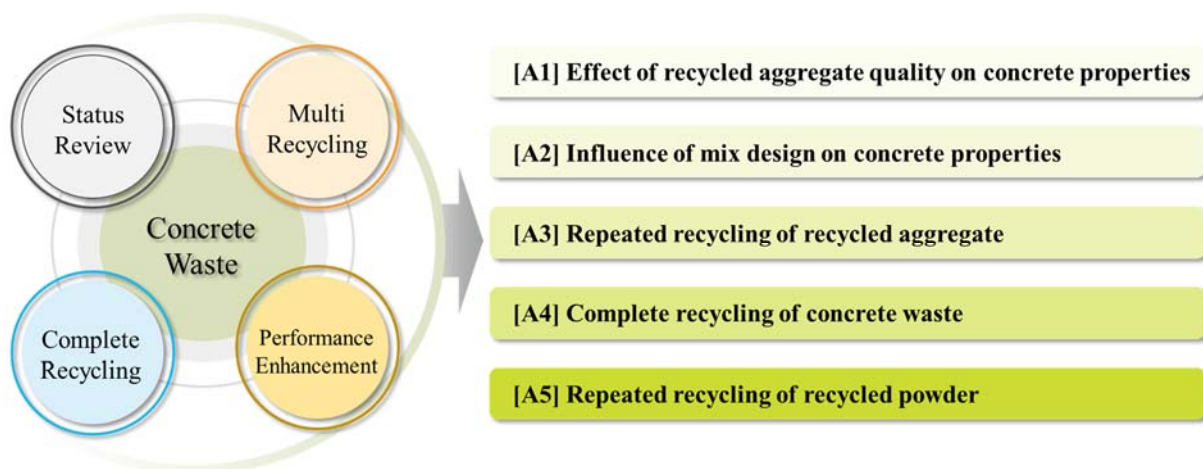 Status
Review
Multi
Recycling
Concrete
Waste
Complete
Recycling
Performance
Enhancement
[A1] Effect of recycled aggregate quality on concrete properties
[A2] Influence of mix design on concrete properties
[A3] Repeated recycling of recycled aggregate
[A4] Complete recycling of concrete waste
[A5] Repeated recycling of recycled powder